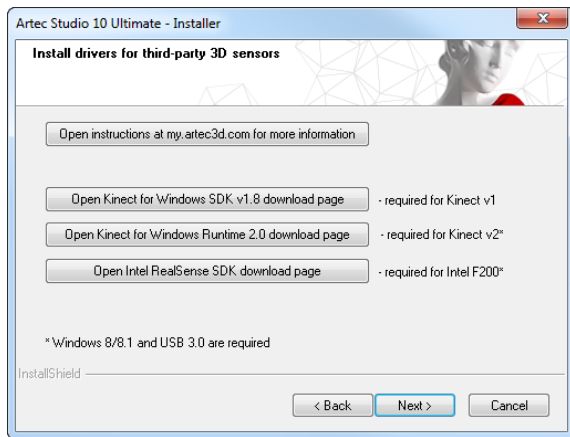 Artec Studio 10 Ultimate - Installer
Install drivers for third-party 3D sensors
Open instructions at my.artec3d.com for more information
Open Kinect for Windows SDK v1.8 download page - required for Kinect v1
Open Kinect for Windows Runtime 2.0 download page - required for Kinect v2*
Open Intel RealSense SDK download page - required for Intel F200*
* Windows 8/8.1 and USB 3.0 are required
InstallShield
< Back Next > Cancel